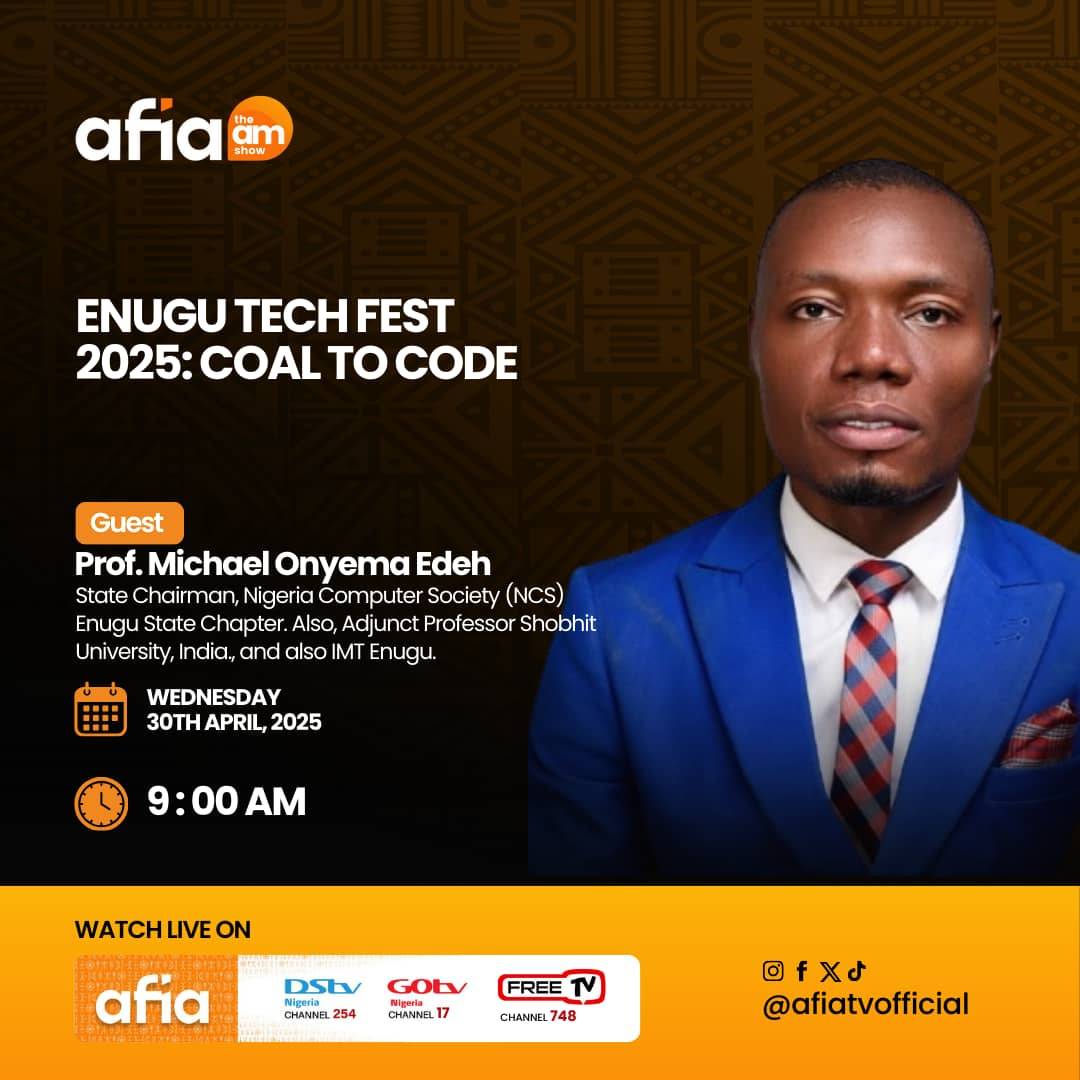 afia the am show
ENUGU TECH FEST
2025: COAL TO CODE
Guest
Prof. Michael Onyema Edeh
State Chairman, Nigeria Computer Society (NCS)
Enugu State Chapter. Also, Adjunct Professor Shobhit
University, India., and also IMT Enugu.
WEDNESDAY
30TH APRIL, 2025
9:00 AM
WATCH LIVE ON
afia
DStv
Nigeria
CHANNEL 254
GOtv
Nigeria
CHANNEL 17
FREE TV
CHANNEL 748
@afiatvofficial